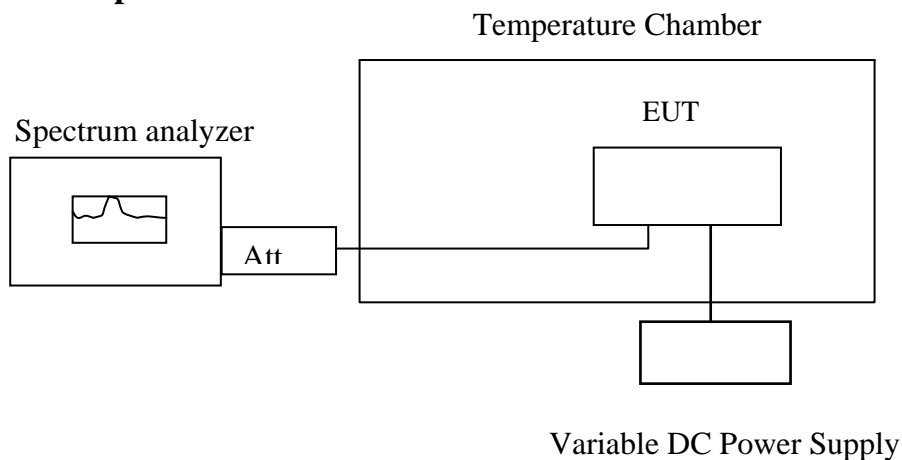 Temperature Chamber
EUT
Spectrum analyzer
Att
Variable DC Power Supply